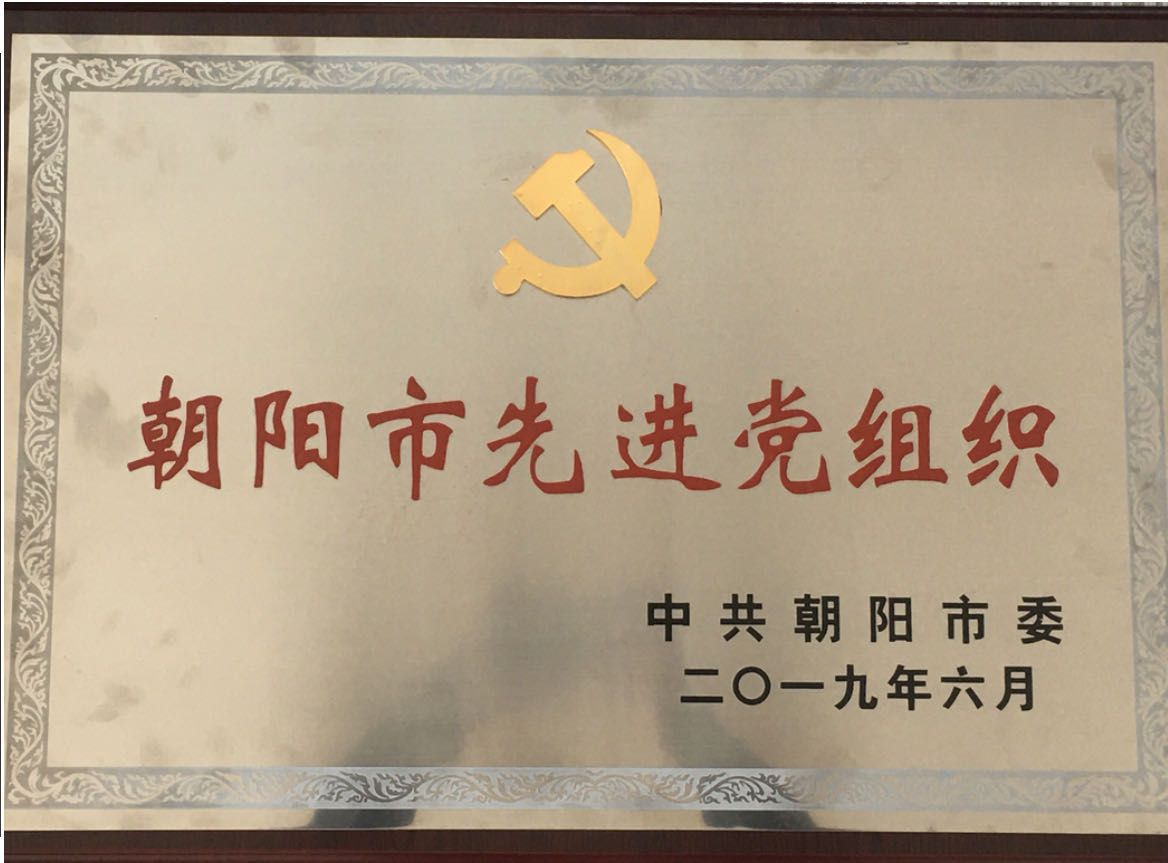 朝阳市先进党组织
中共朝阳市委
二〇一九年六月